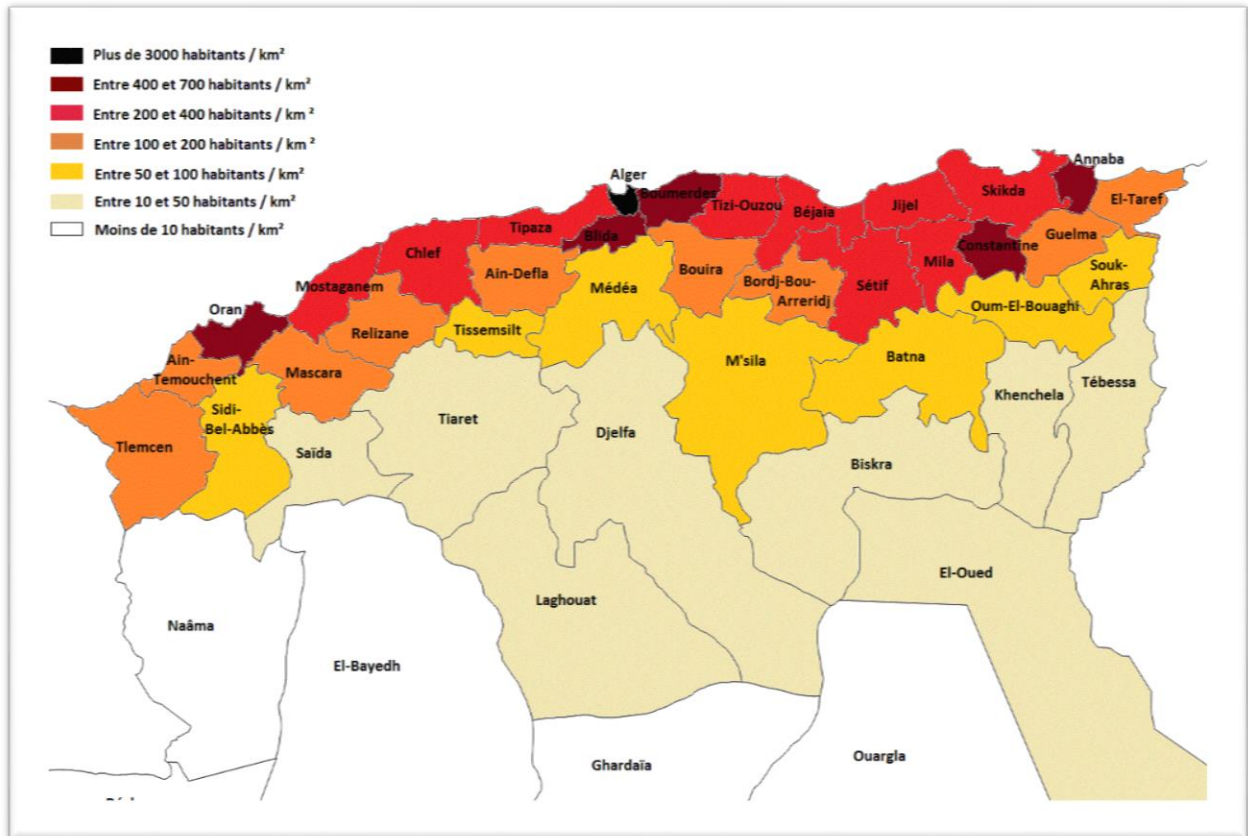 Plus de 3000 habitants / km²
Entre 400 et 700 habitants / km²
Entre 200 et 400 habitants / km ²
Entre 100 et 200 habitants / km ²
Entre 50 et 100 habitants / km²
Entre 10 et 50 habitants / km²
Moins de 10 habitants / km²
Alger
Annaba
Boumerdes
Tizi-Ouzou
Béjaia
Jijel
Skikda
El-Taref
Tipaza
Blida
Constantine
Guelma
Chlef
Mila
Souk-
Ahras
Ain-Defla
Médéa
Bouira
Bordj-Bou-
Arreridj
Sétif
Mostaganem
Oum-El-Bouaghi
Oran
Relizane
Tissemsilt
Ain-
Temouchent
Mascara
M'sila
Batna
Khenchela
Tébessa
Sidi-
Bel-Abbès
Tiaret
Djelfa
Tlemcen
Saïda
Biskra
El-Oued
Laghouat
Naâma
El-Bayedh
Ghardaïa
Ouargla